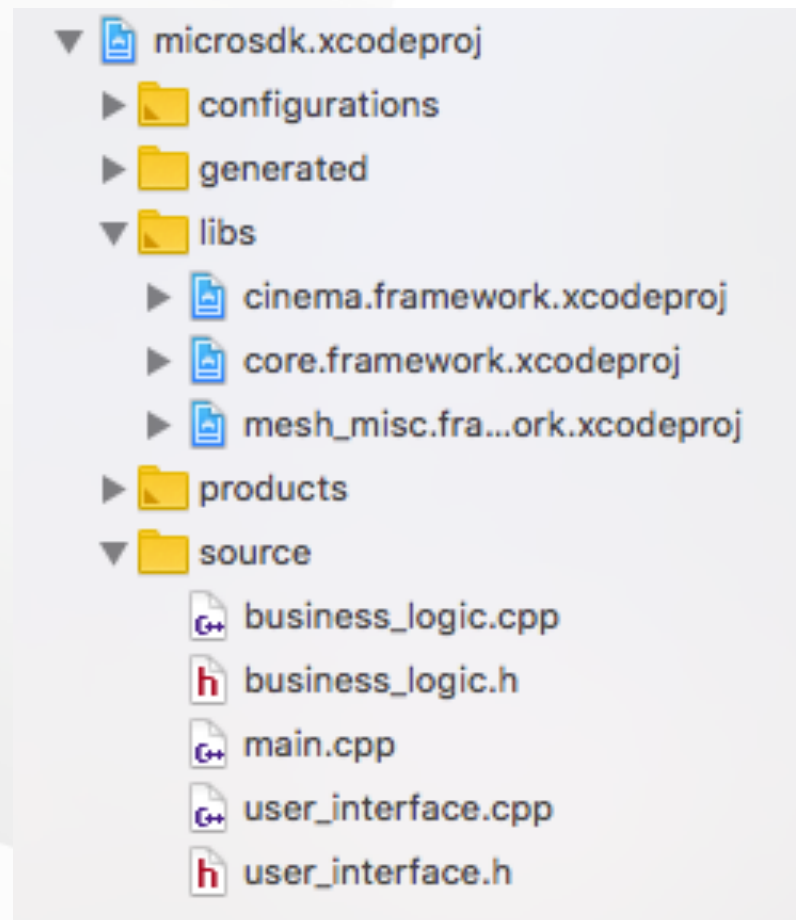 microsdk.xcodeproj
configurations
generated
libs
cinema.framework.xcodeproj
core.framework.xcodeproj
mesh_misc.fra...ork.xcodeproj
products
source
C++ business_logic.cpp
h business_logic.h
C++ main.cpp
C++ user_interface.cpp
h user_interface.h